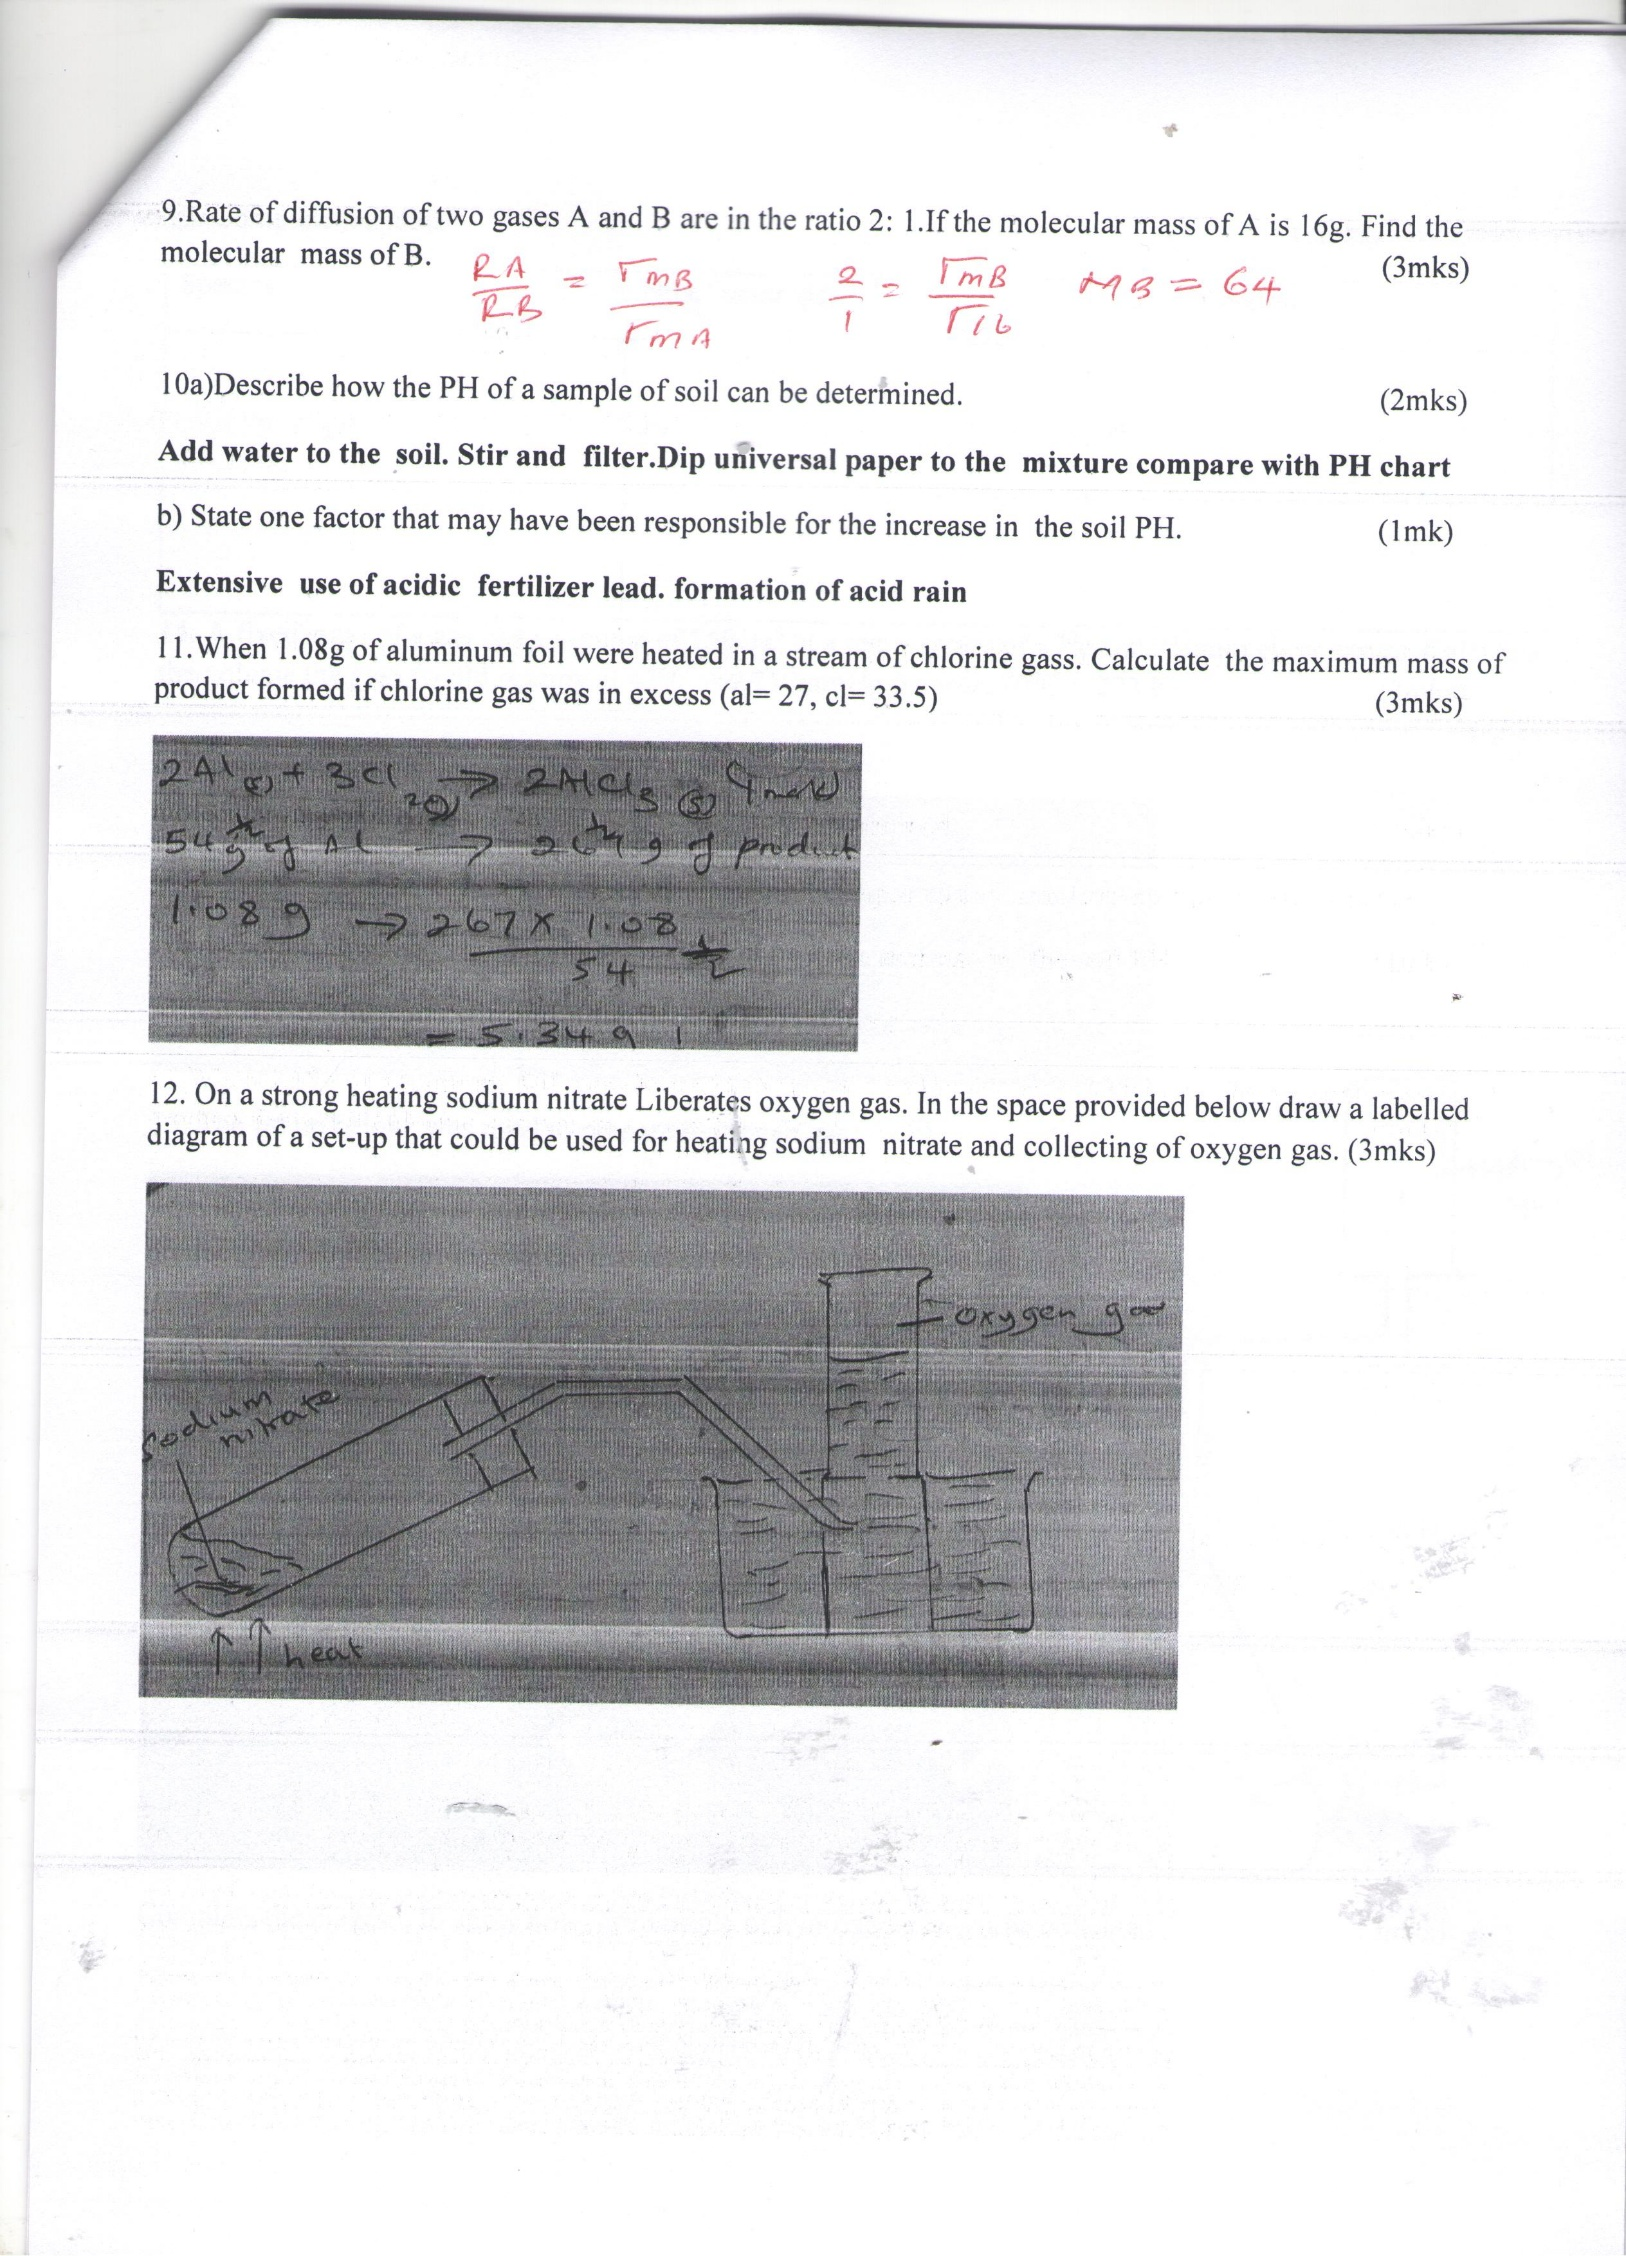 9.Rate of diffusion of two gases A and B are in the ratio 2: 1.If the molecular mass of A is 16g. Find the
molecular mass of B. (3mks)
RA/RB = √mB/√mA 2/1 = √mB/√16 MB = 64
10a)Describe how the PH of a sample of soil can be determined. (2mks)
Add water to the soil. Stir and filter.Dip universal paper to the mixture compare with PH chart
b) State one factor that may have been responsible for the increase in the soil PH. (1mk)
Extensive use of acidic fertilizer lead. formation of acid rain
11.When 1.08g of aluminum foil were heated in a stream of chlorine gass. Calculate the maximum mass of
product formed if chlorine gas was in excess (al= 27, cl= 33.5) (3mks)
2Al(s) + 3Cl2(g) → 2AlCl3(s)
54g of Al → 267g of product
1.08g → 267 x 1.08 / 54 ½
= 5.34g 1
12. On a strong heating sodium nitrate Liberates oxygen gas. In the space provided below draw a labelled
diagram of a set-up that could be used for heating sodium nitrate and collecting of oxygen gas. (3mks)
oxygen gas
sodium
nitrate
heat